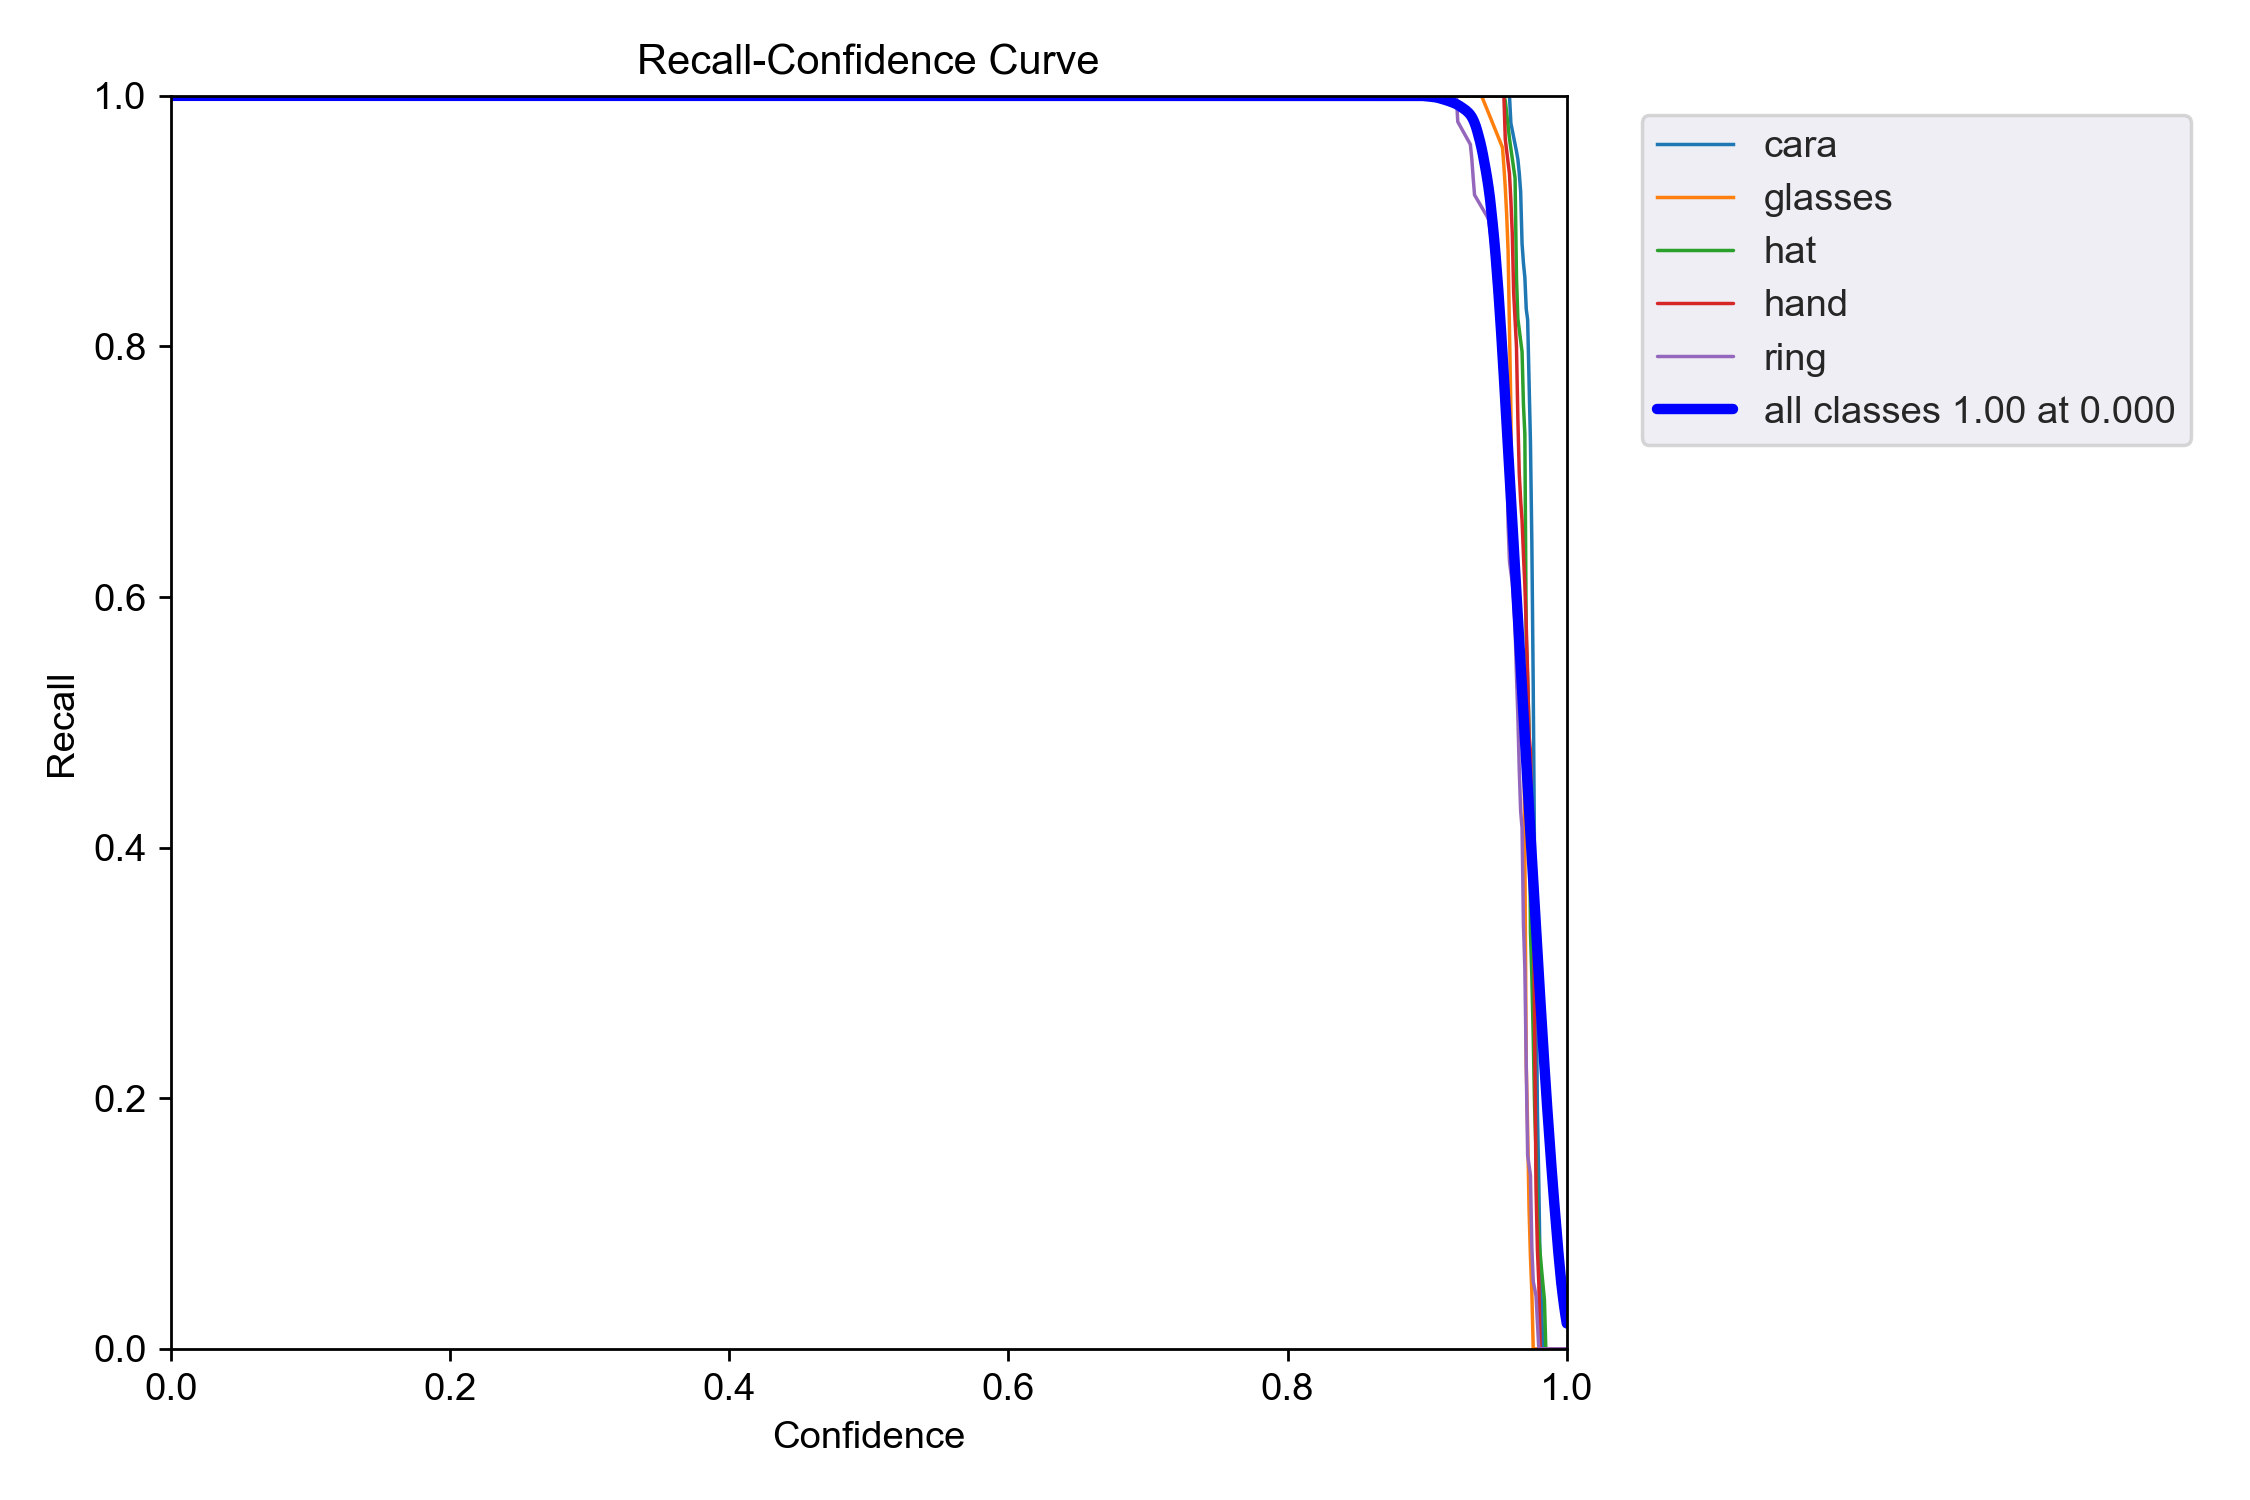 Recall-Confidence Curve
1.0
0.8
0.6
0.4
0.2
0.0
Recall
0.0 0.2 0.4 0.6 0.8 1.0
Confidence
cara
glasses
hat
hand
ring
all classes 1.00 at 0.000